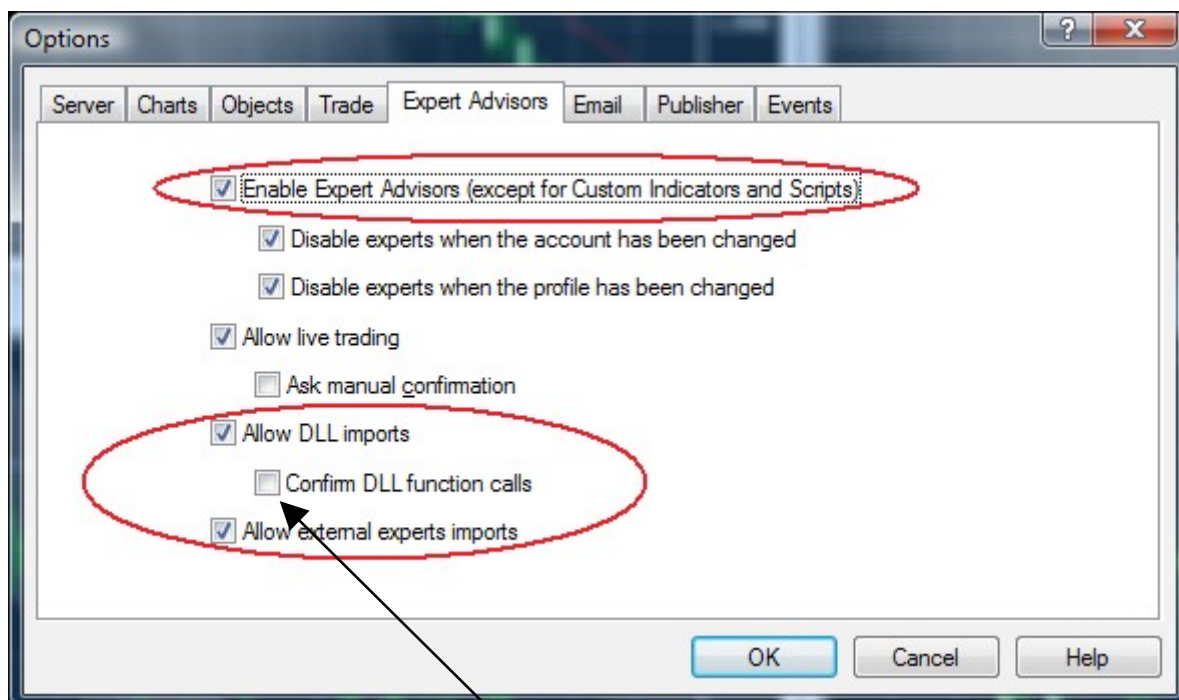 Options
?
X
Server Charts Objects Trade Expert Advisors Email Publisher Events
Enable Expert Advisors (except for Custom Indicators and Scripts)
Disable experts when the account has been changed
Disable experts when the profile has been changed
Allow live trading
Ask manual confirmation
Allow DLL imports
Confirm DLL function calls
Allow external experts imports
OK Cancel Help